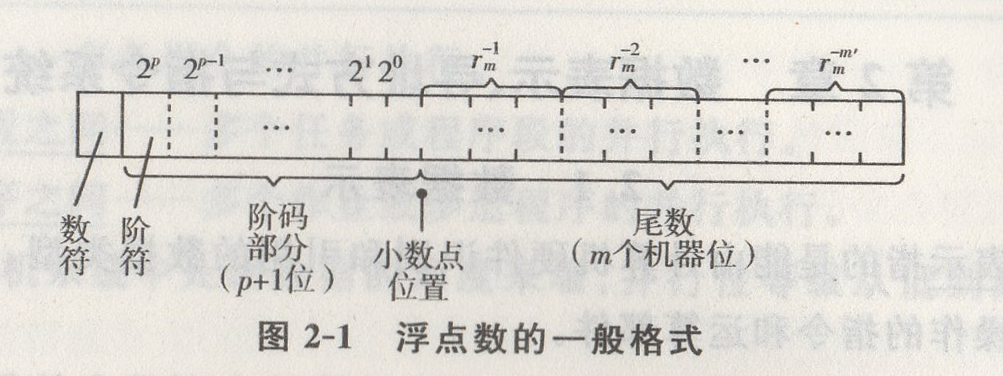 2^p 2^{p-1} … 2^1 2^0 r_m^{-1} r_m^{-2} … r_m^{-m'}
… … … … …
数符 阶符 阶码部分(p+1位) 小数点位置 尾数(m个机器位)
图 2-1 浮点数的一般格式